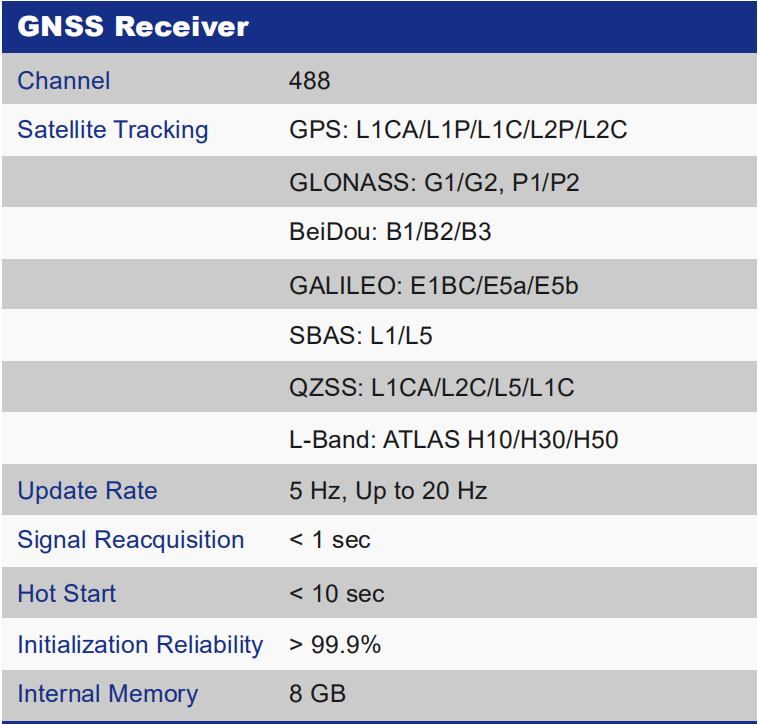 GNSS Receiver
Channel 488
Satellite Tracking GPS: L1CA/L1P/L1C/L2P/L2C
GLONASS: G1/G2, P1/P2
BeiDou: B1/B2/B3
GALILEO: E1BC/E5a/E5b
SBAS: L1/L5
QZSS: L1CA/L2C/L5/L1C
L-Band: ATLAS H10/H30/H50
Update Rate 5 Hz, Up to 20 Hz
Signal Reacquisition < 1 sec
Hot Start < 10 sec
Initialization Reliability > 99.9%
Internal Memory 8 GB